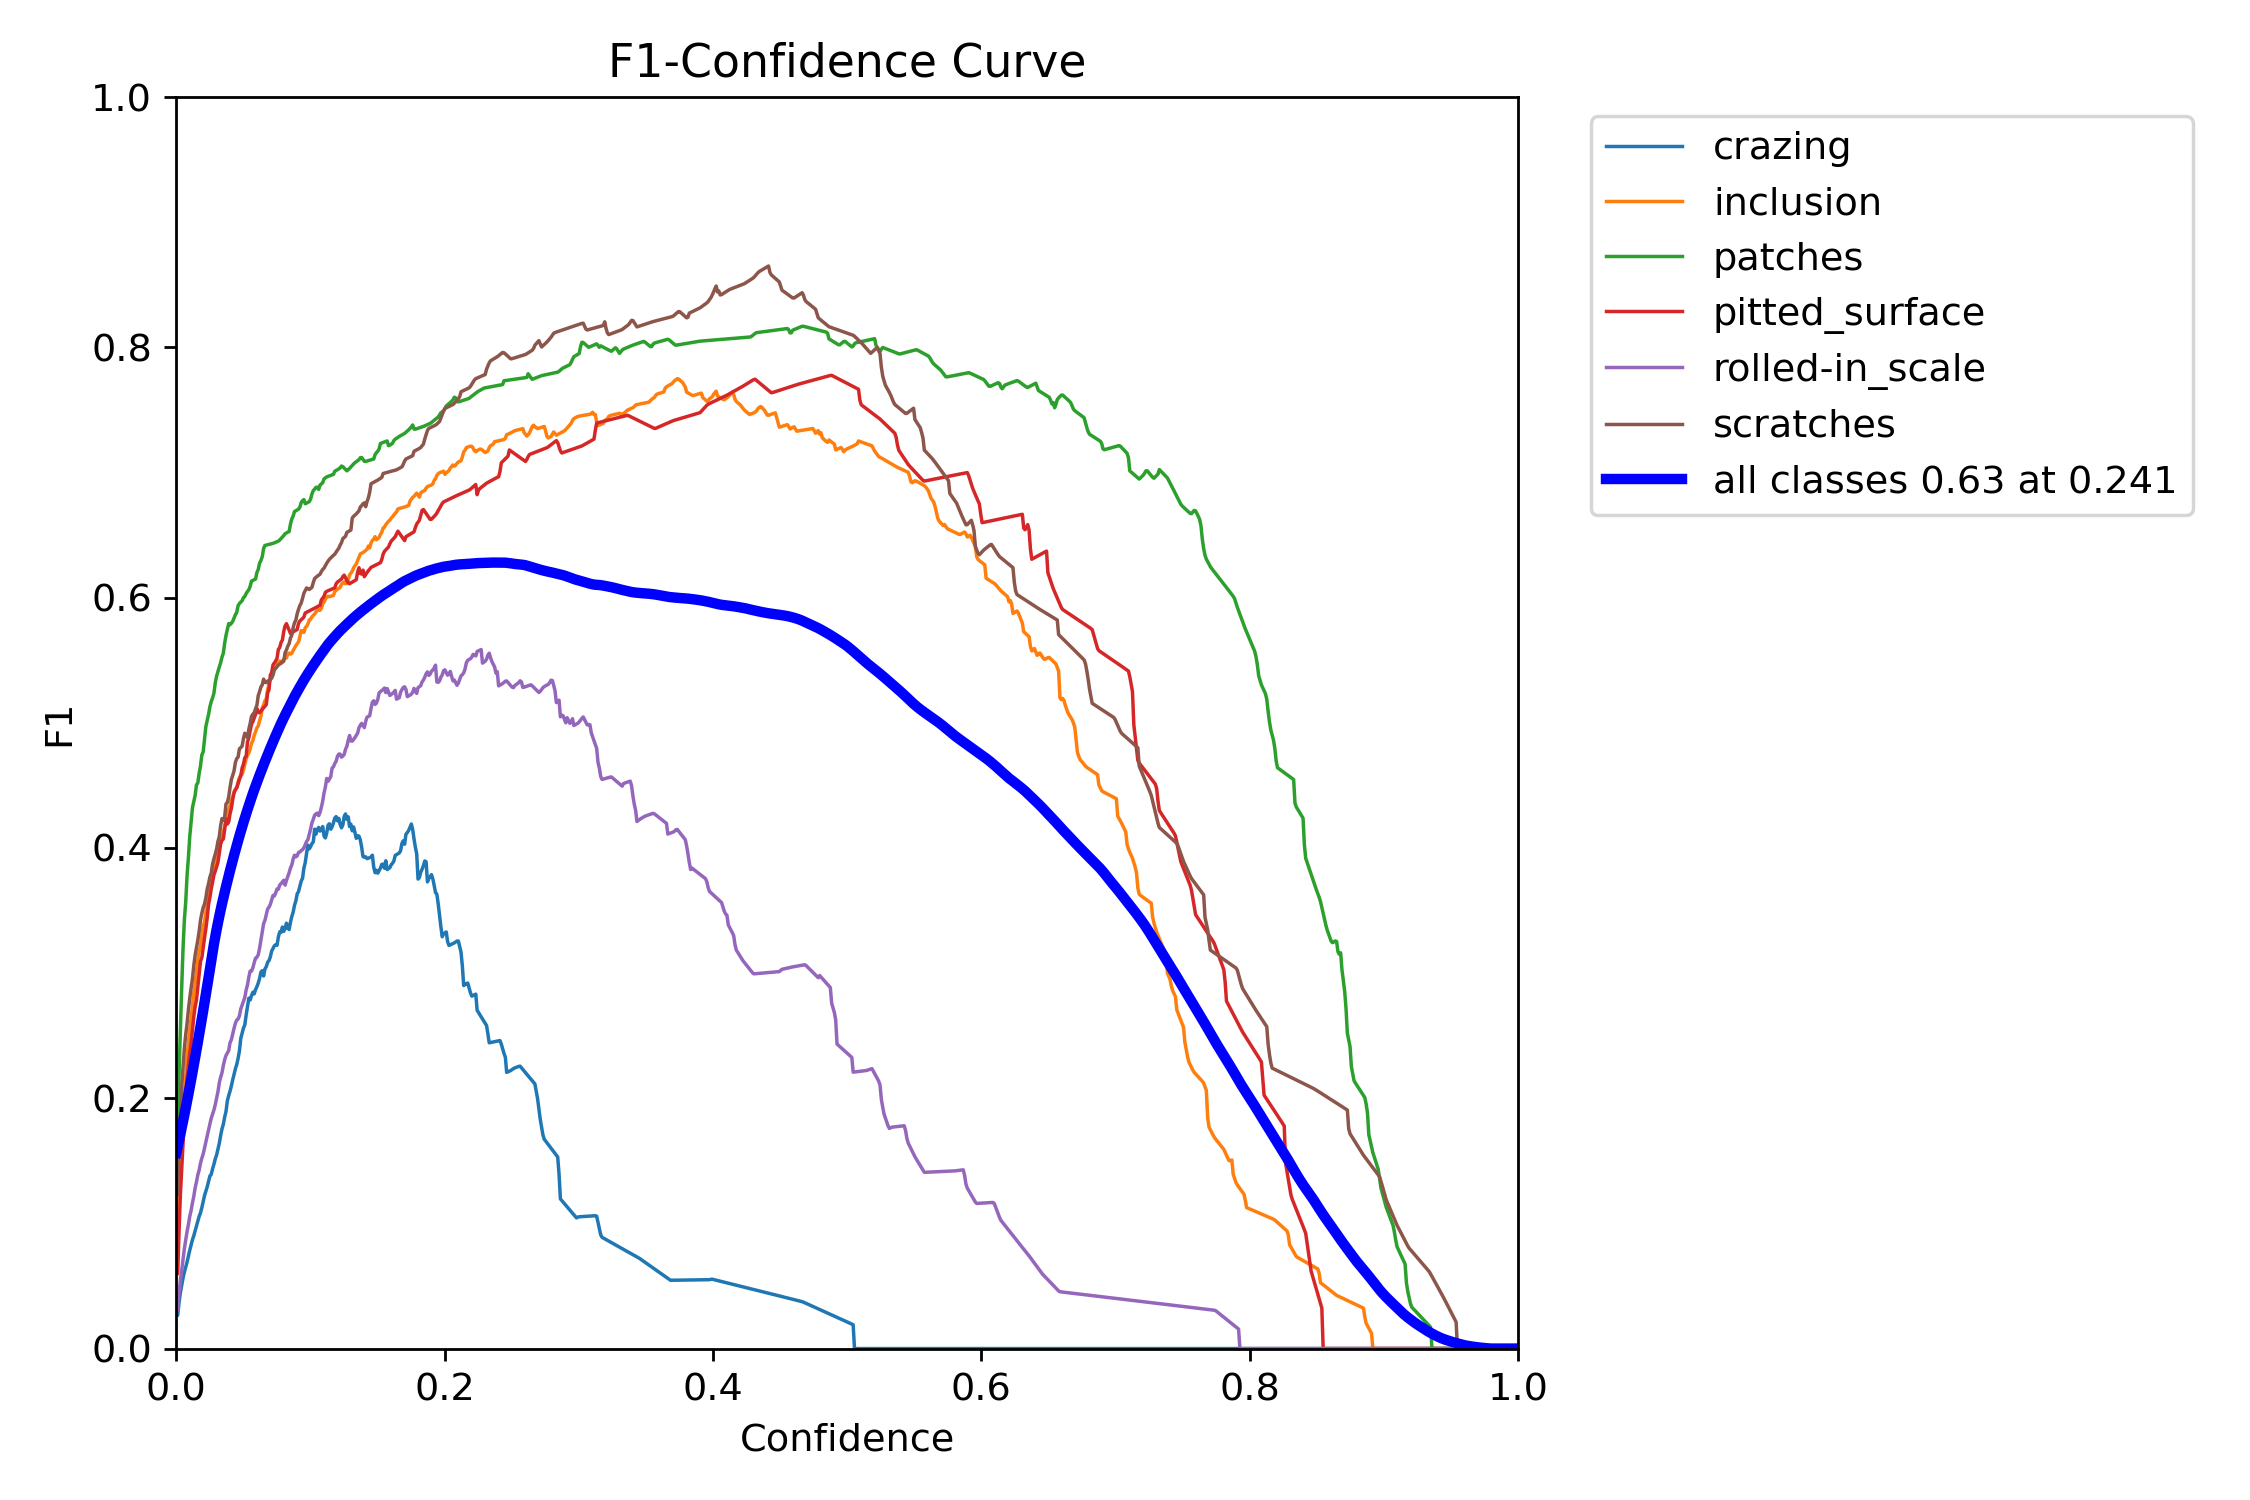 F1-Confidence Curve
1.0
0.8
0.6
0.4
0.2
0.0
F1
0.0 0.2 0.4 0.6 0.8 1.0
Confidence
crazing
inclusion
patches
pitted_surface
rolled-in_scale
scratches
all classes 0.63 at 0.241